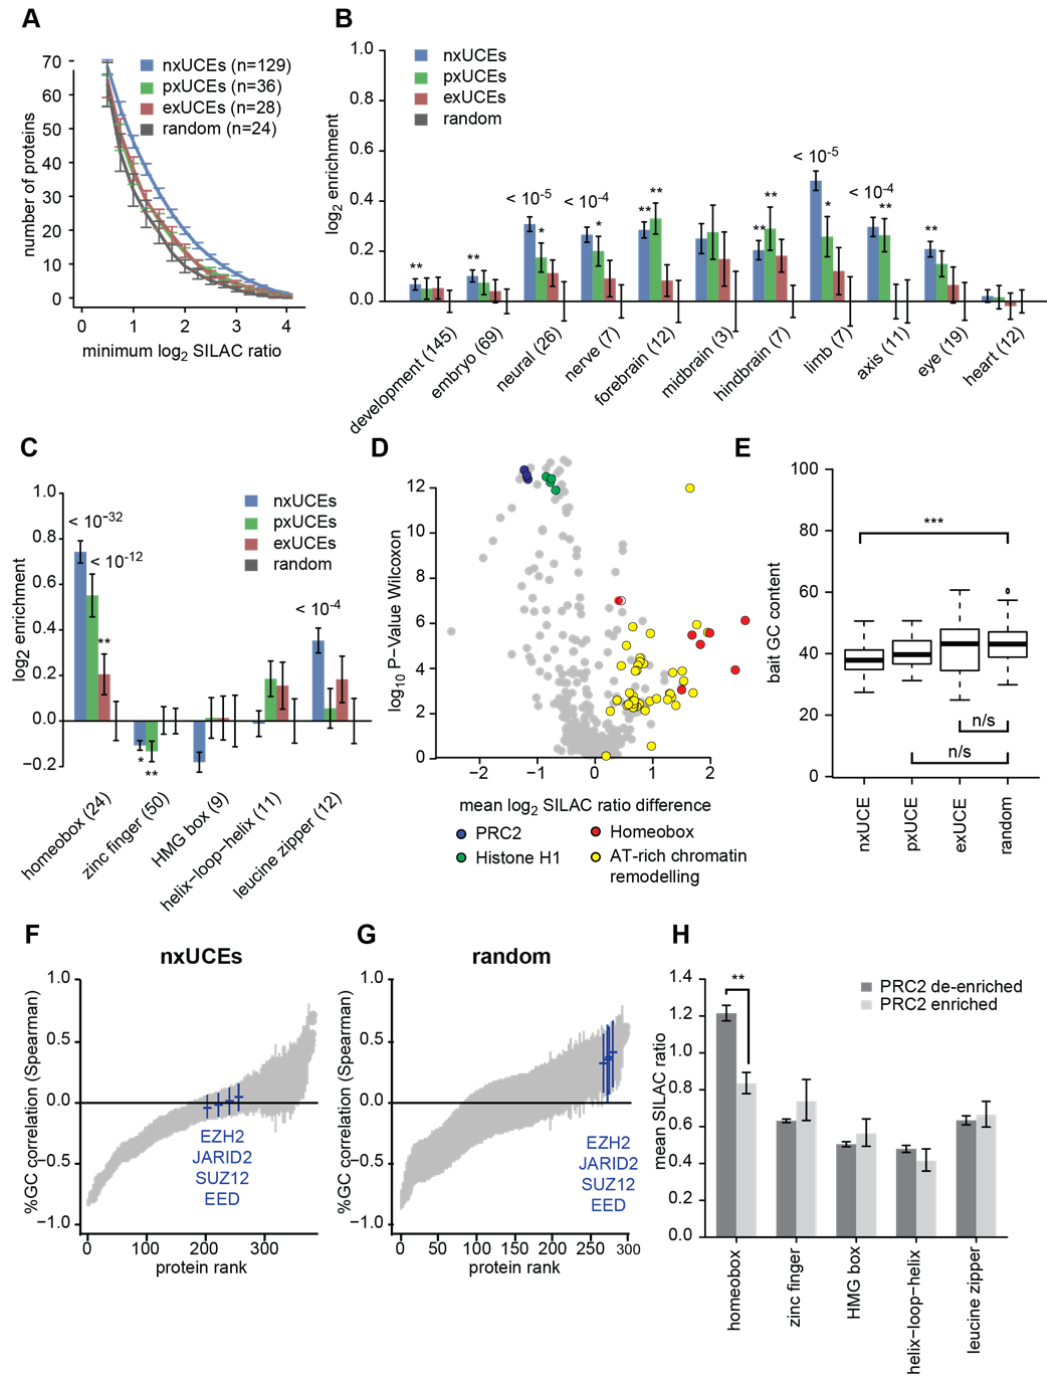 A
number of proteins
70
60
50
40
30
20
10
0
nxUCEs (n=129)
pxUCEs (n=36)
exUCEs (n=28)
random (n=24)
0 1 2 3 4
minimum log2 SILAC ratio
B
log2 enrichment
1.0
0.8
0.6
0.4
0.2
0.0
nxUCEs
pxUCEs
exUCEs
random
**
**
< 10−5
*
< 10−4
*
**
**
**
**
< 10−5
*
< 10−4
**
**
development (145)
embryo (69)
neural (26)
nerve (7)
forebrain (12)
midbrain (3)
hindbrain (7)
limb (7)
axis (11)
eye (19)
heart (12)
C
log2 enrichment
1.0
0.8
0.6
0.4
0.2
0.0
−0.2
nxUCEs
pxUCEs
exUCEs
random
< 10−32
< 10−12
**
*
**
< 10−4
homeobox (24)
zinc finger (50)
HMG box (9)
helix−loop−helix (11)
leucine zipper (12)
D
log10 P-Value Wilcoxon
12
10
8
6
4
2
0
−2 −1 0 1 2
mean log2 SILAC ratio difference
PRC2
Histone H1
Homeobox
AT-rich chromatin
remodelling
E
bait GC content
100
80
60
40
20
0
***
n/s
n/s
nxUCE
pxUCE
exUCE
random
F
nxUCEs
%GC correlation (Spearman)
1.0
0.5
0.0
−0.5
−1.0
EZH2
JARID2
SUZ12
EED
0 100 200 300
protein rank
G
random
%GC correlation (Spearman)
1.0
0.5
0.0
−0.5
−1.0
EZH2
JARID2
SUZ12
EED
0 50 100 150 200 250 300
protein rank
H
mean SILAC ratio
1.4
1.2
1.0
0.8
0.6
0.4
0.2
0.0
**
PRC2 de-enriched
PRC2 enriched
homeobox
zinc finger
HMG box
helix−loop−helix
leucine zipper